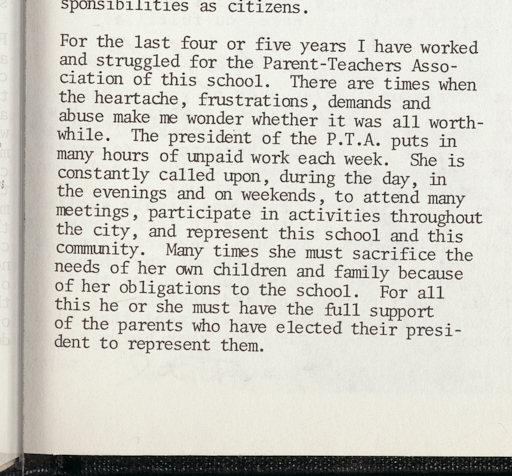 sponsibilities as citizens.
For the last four or five years I have worked
and struggled for the Parent-Teachers Asso-
ciation of this school. There are times when
the heartache, frustrations, demands and
abuse make me wonder whether it was all worth-
while. The president of the P.T.A. puts in
many hours of unpaid work each week. She is
constantly called upon, during the day, in
the evenings and on weekends, to attend many
meetings, participate in activities throughout
the city, and represent this school and this
community. Many times she must sacrifice the
needs of her own children and family because
of her obligations to the school. For all
this he or she must have the full support
of the parents who have elected their presi-
dent to represent them.